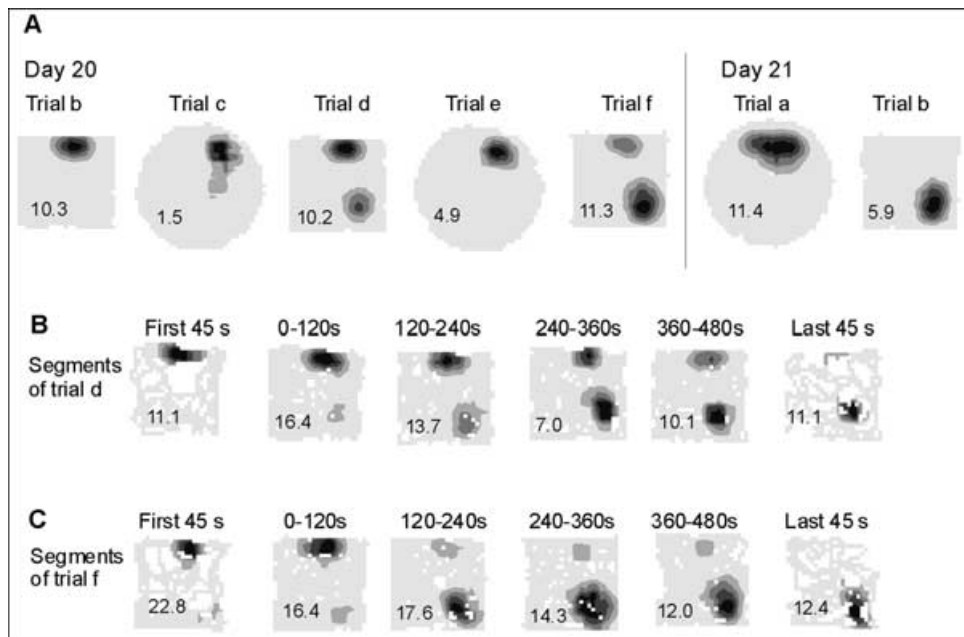 A
Day 20 Day 21
Trial b Trial c Trial d Trial e Trial f Trial a Trial b
10.3 1.5 10.2 4.9 11.3 11.4 5.9
B
First 45 s 0-120s 120-240s 240-360s 360-480s Last 45 s
Segments
of trial d
11.1 16.4 13.7 7.0 10.1 11.1
C
First 45 s 0-120s 120-240s 240-360s 360-480s Last 45 s
Segments
of trial f
22.8 16.4 17.6 14.3 12.0 12.4